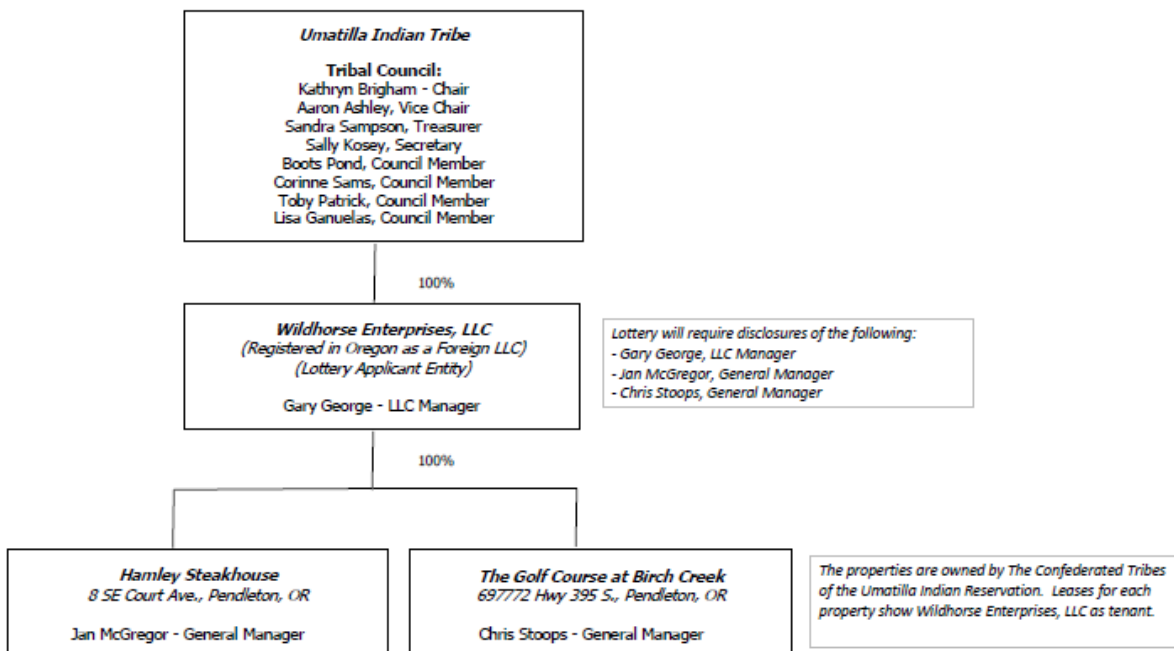 Umatilla Indian Tribe
Tribal Council:
Kathryn Brigham - Chair
Aaron Ashley, Vice Chair
Sandra Sampson, Treasurer
Sally Kosey, Secretary
Boots Pond, Council Member
Corinne Sams, Council Member
Toby Patrick, Council Member
Lisa Ganuelas, Council Member
100%
Wildhorse Enterprises, LLC
(Registered in Oregon as a Foreign LLC)
(Lottery Applicant Entity)
Gary George - LLC Manager
Lottery will require disclosures of the following:
- Gary George, LLC Manager
- Jan McGregor, General Manager
- Chris Stoops, General Manager
100%
Hamley Steakhouse
8 SE Court Ave., Pendleton, OR
Jan McGregor - General Manager
The Golf Course at Birch Creek
697772 Hwy 395 S., Pendleton, OR
Chris Stoops - General Manager
The properties are owned by The Confederated Tribes
of the Umatilla Indian Reservation. Leases for each
property show Wildhorse Enterprises, LLC as tenant.